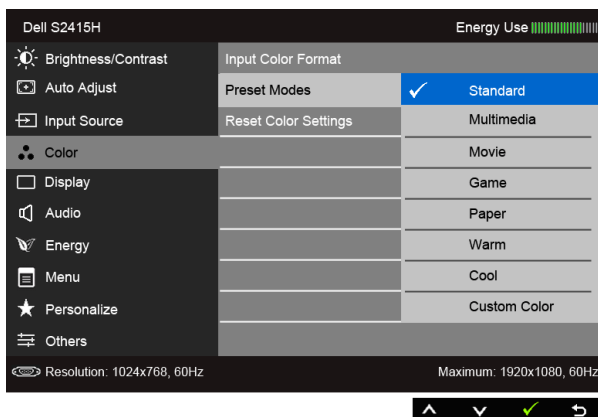 Dell S2415H Energy Use
Brightness/Contrast Input Color Format
Auto Adjust Preset Modes Standard
Input Source Reset Color Settings Multimedia
Color Movie
Display Game
Audio Paper
Energy Warm
Menu Cool
Personalize Custom Color
Others
Resolution: 1024x768, 60Hz Maximum: 1920x1080, 60Hz